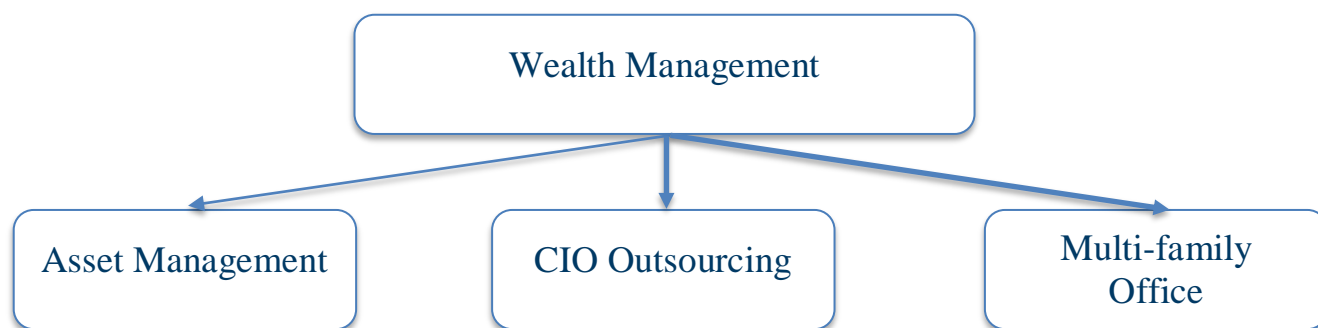 Wealth Management
Asset Management
CIO Outsourcing
Multi-family
Office